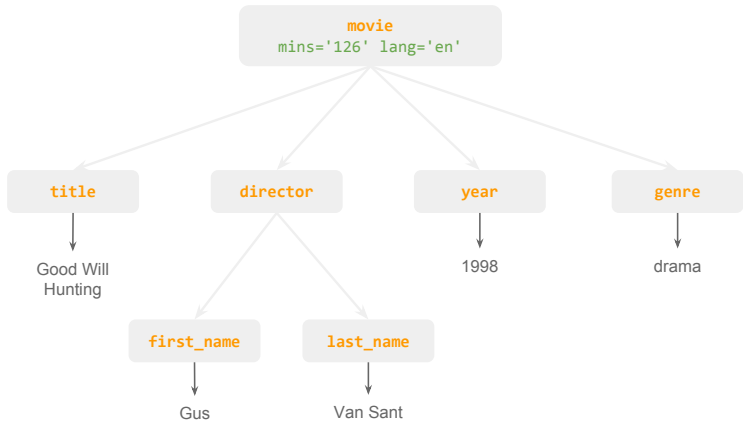 movie
mins='126' lang='en'
title
director
year
genre
Good Will
Hunting
1998
drama
first_name
last_name
Gus
Van Sant